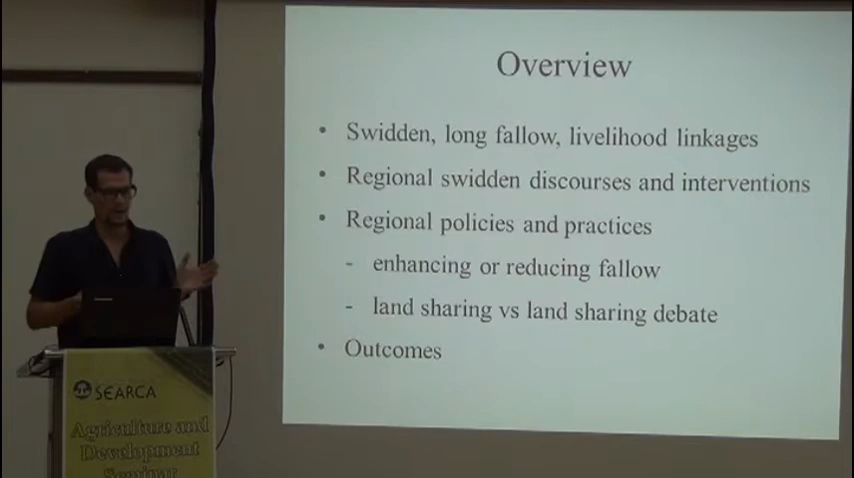 Overview
• Swidden, long fallow, livelihood linkages
• Regional swidden discourses and interventions
• Regional policies and practices
- enhancing or reducing fallow
- land sharing vs land sharing debate
• Outcomes
SEARCA
Agriculture and
Development
Seminar